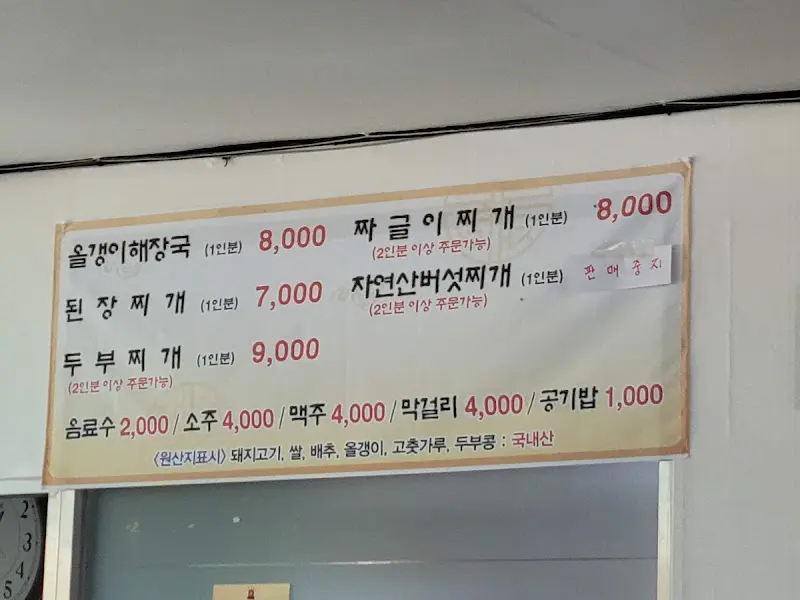 올갱이해장국 (1인분) 8,000
된장찌개 (1인분) 7,000
두부찌개 (1인분) 9,000
(2인분 이상 주문가능)
짜글이찌개 (1인분) 8,000
(2인분 이상 주문가능)
자연산버섯찌개 (1인분) 판매중지
(2인분 이상 주문가능)
음료수 2,000 / 소주 4,000 / 맥주 4,000 / 막걸리 4,000 / 공기밥 1,000
<원산지표시> 돼지고기, 쌀, 배추, 올갱이, 고춧가루, 두부콩 : 국내산
2
3
4
5